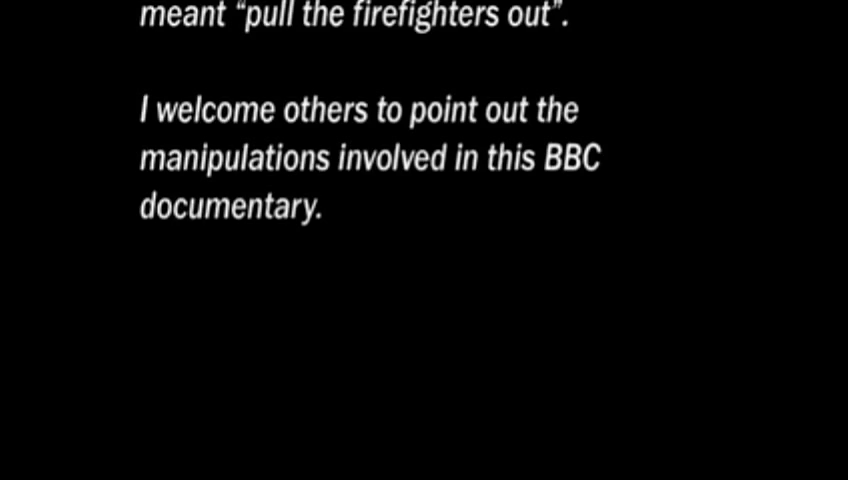 meant “pull the firefighters out”.
I welcome others to point out the
manipulations involved in this BBC
documentary.